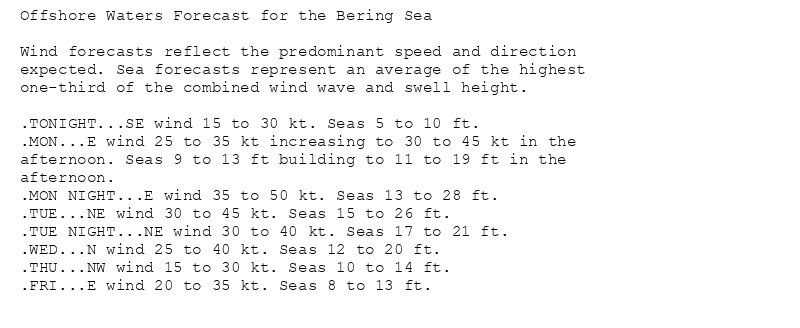 Offshore Waters Forecast for the Bering Sea
Wind forecasts reflect the predominant speed and direction
expected. Sea forecasts represent an average of the highest
one-third of the combined wind wave and swell height.
.TONIGHT...SE wind 15 to 30 kt. Seas 5 to 10 ft.
.MON...E wind 25 to 35 kt increasing to 30 to 45 kt in the
afternoon. Seas 9 to 13 ft building to 11 to 19 ft in the
afternoon.
.MON NIGHT...E wind 35 to 50 kt. Seas 13 to 28 ft.
.TUE...NE wind 30 to 45 kt. Seas 15 to 26 ft.
.TUE NIGHT...NE wind 30 to 40 kt. Seas 17 to 21 ft.
.WED...N wind 25 to 40 kt. Seas 12 to 20 ft.
.THU...NW wind 15 to 30 kt. Seas 10 to 14 ft.
.FRI...E wind 20 to 35 kt. Seas 8 to 13 ft.